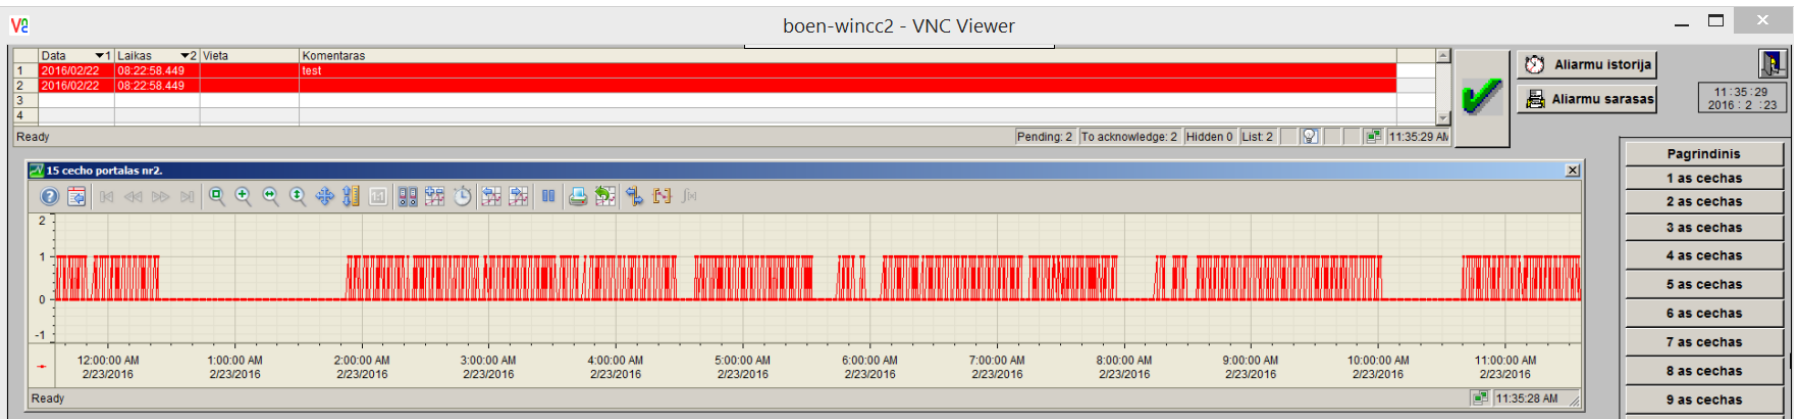 boen-wincc2 - VNC Viewer
Data 1 Laikas 2 Vieta Komentaras
1 2016/02/22 08:22:58.449 test
2 2016/02/22 08:22:58.449
3
4
Ready Pending: 2 To acknowledge: 2 Hidden 0 List: 2 11:35:29 AM
Aliarmu istorija
Aliarmu sarasas
11:35:29
2016 : 2 :23
Pagrindinis
1 as cechas
2 as cechas
3 as cechas
4 as cechas
5 as cechas
6 as cechas
7 as cechas
8 as cechas
9 as cechas
15 cecho portalas nr2.
2
1
0
-1
12:00:00 AM 1:00:00 AM 2:00:00 AM 3:00:00 AM 4:00:00 AM 5:00:00 AM 6:00:00 AM 7:00:00 AM 8:00:00 AM 9:00:00 AM 10:00:00 AM 11:00:00 AM
2/23/2016 2/23/2016 2/23/2016 2/23/2016 2/23/2016 2/23/2016 2/23/2016 2/23/2016 2/23/2016 2/23/2016 2/23/2016 2/23/2016
Ready 11:35:28 AM